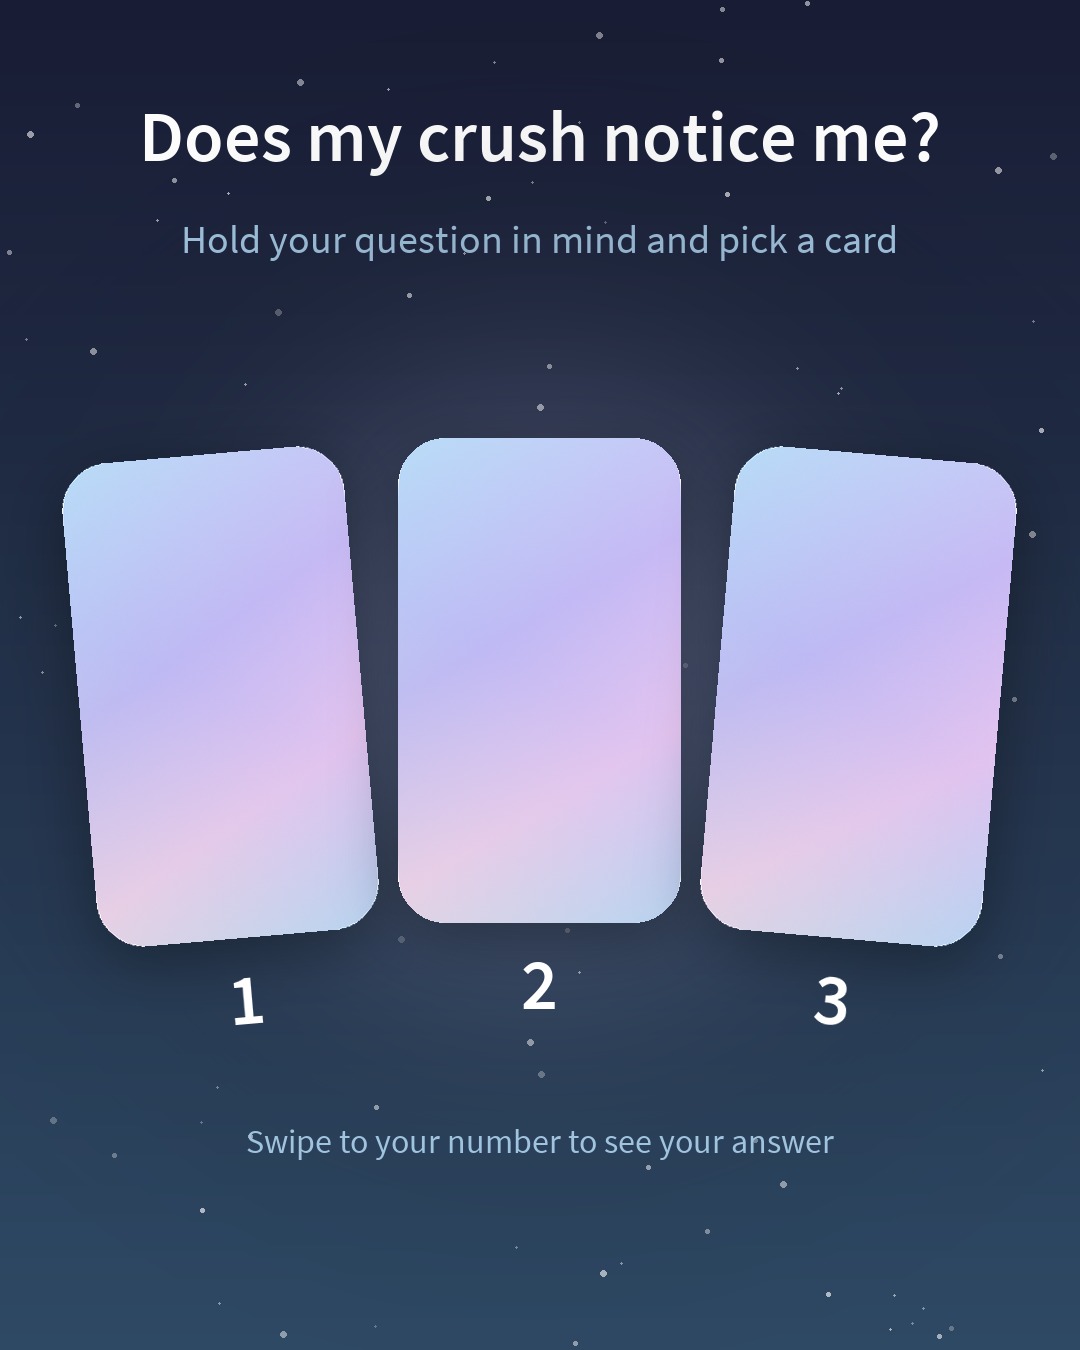 Does my crush notice me?
Hold your question in mind and pick a card
1
2
3
Swipe to your number to see your answer